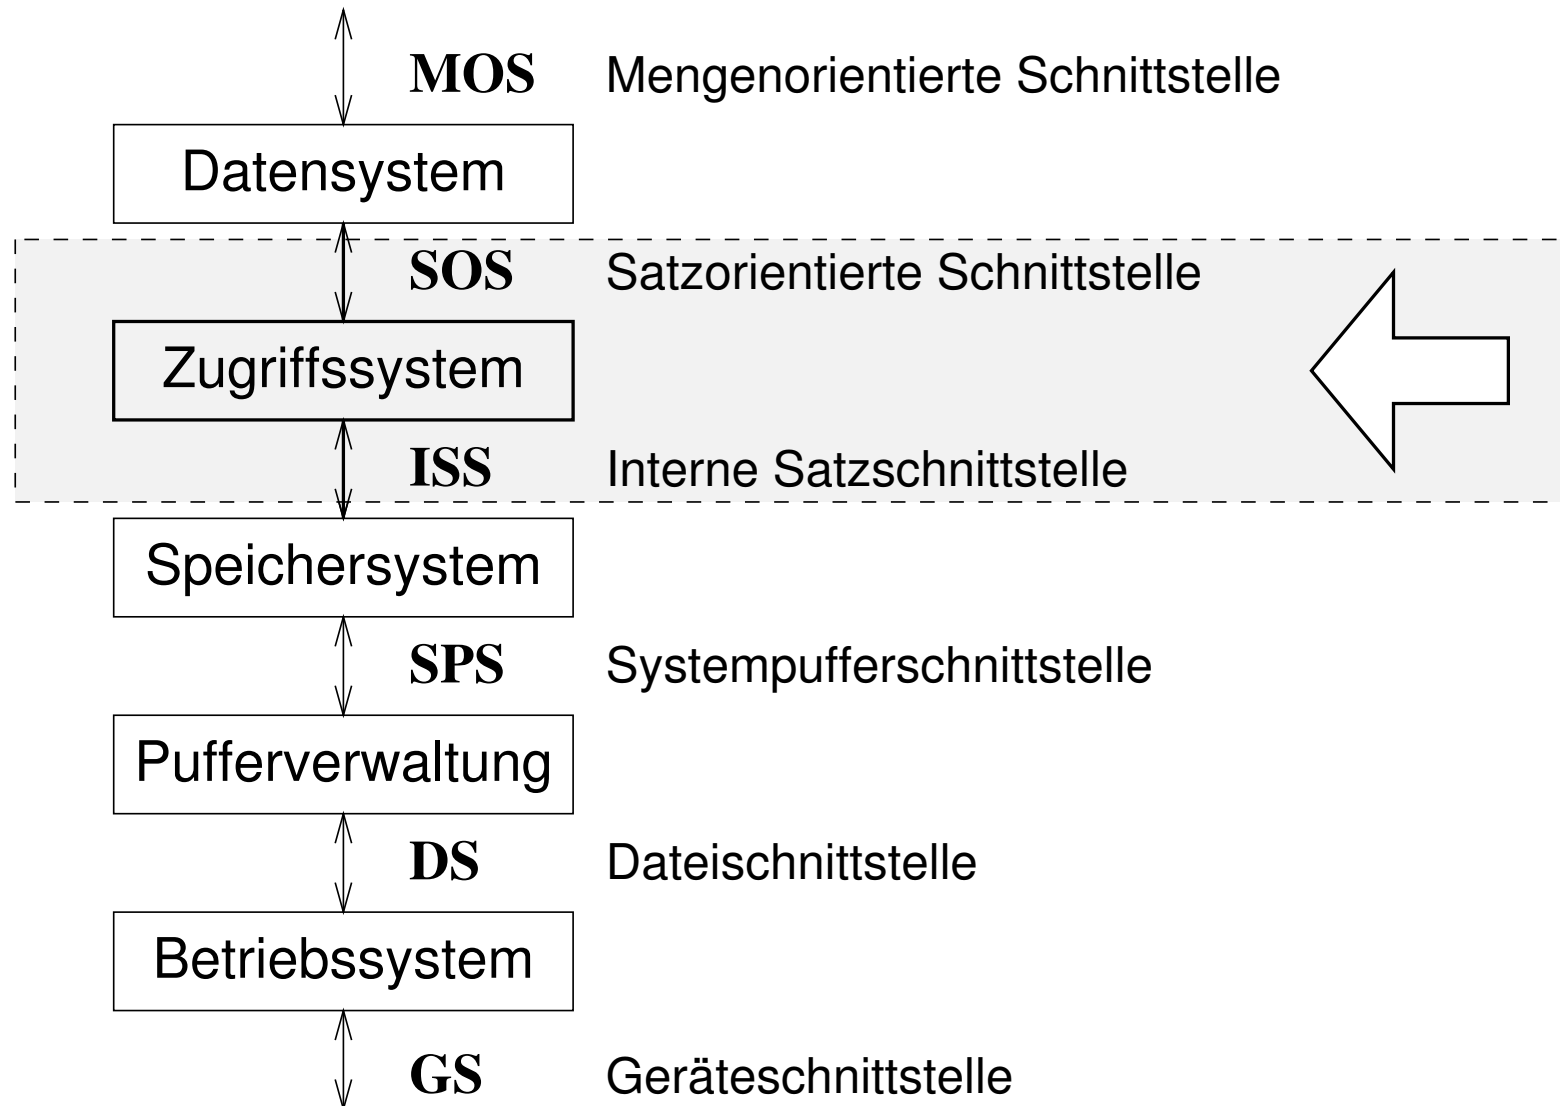 MOS Mengenorientierte Schnittstelle
Datensystem
SOS Satzorientierte Schnittstelle
Zugriffssystem
ISS Interne Satzschnittstelle
Speichersystem
SPS Systempufferschnittstelle
Pufferverwaltung
DS Dateischnittstelle
Betriebssystem
GS Geräteschnittstelle